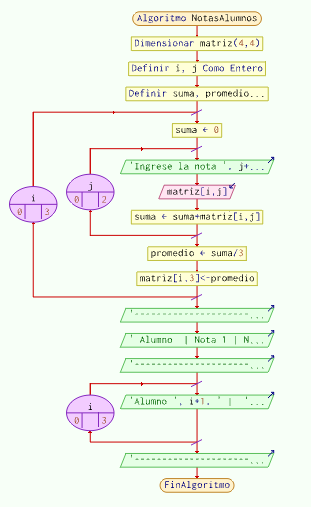 Algoritmo NotasAlumnos
Dimensionar matriz(4,4)
Definir i, j Como Entero
Definir suma, promedio...
suma ← 0
i
0 3
j
0 2
'Ingrese la nota ', j+...
matriz[i,j]
suma ← suma+matriz[i,j]
promedio ← suma/3
matriz[i,3]<-promedio
'----------------------...
' Alumno  | Nota 1 | N...
'----------------------...
i
0 3
'Alumno ', i+1, ' |  '...
'----------------------...
FinAlgoritmo